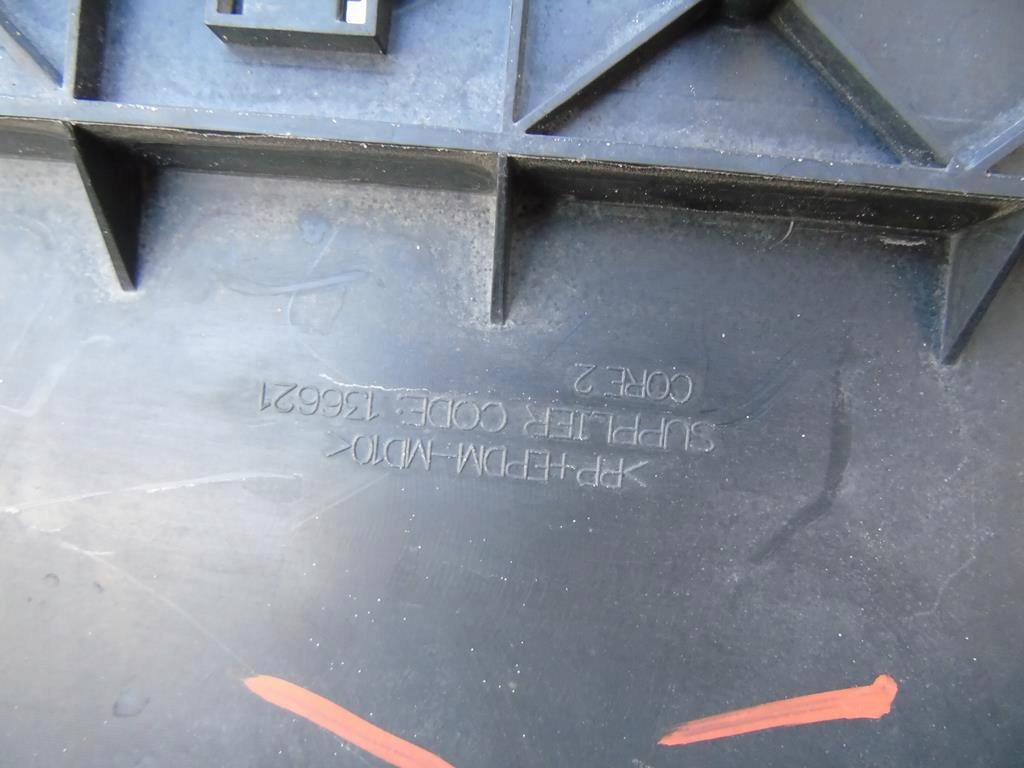 >PP+EPDM-MD10<
SUPPLIER CODE: 136621
CORE 2